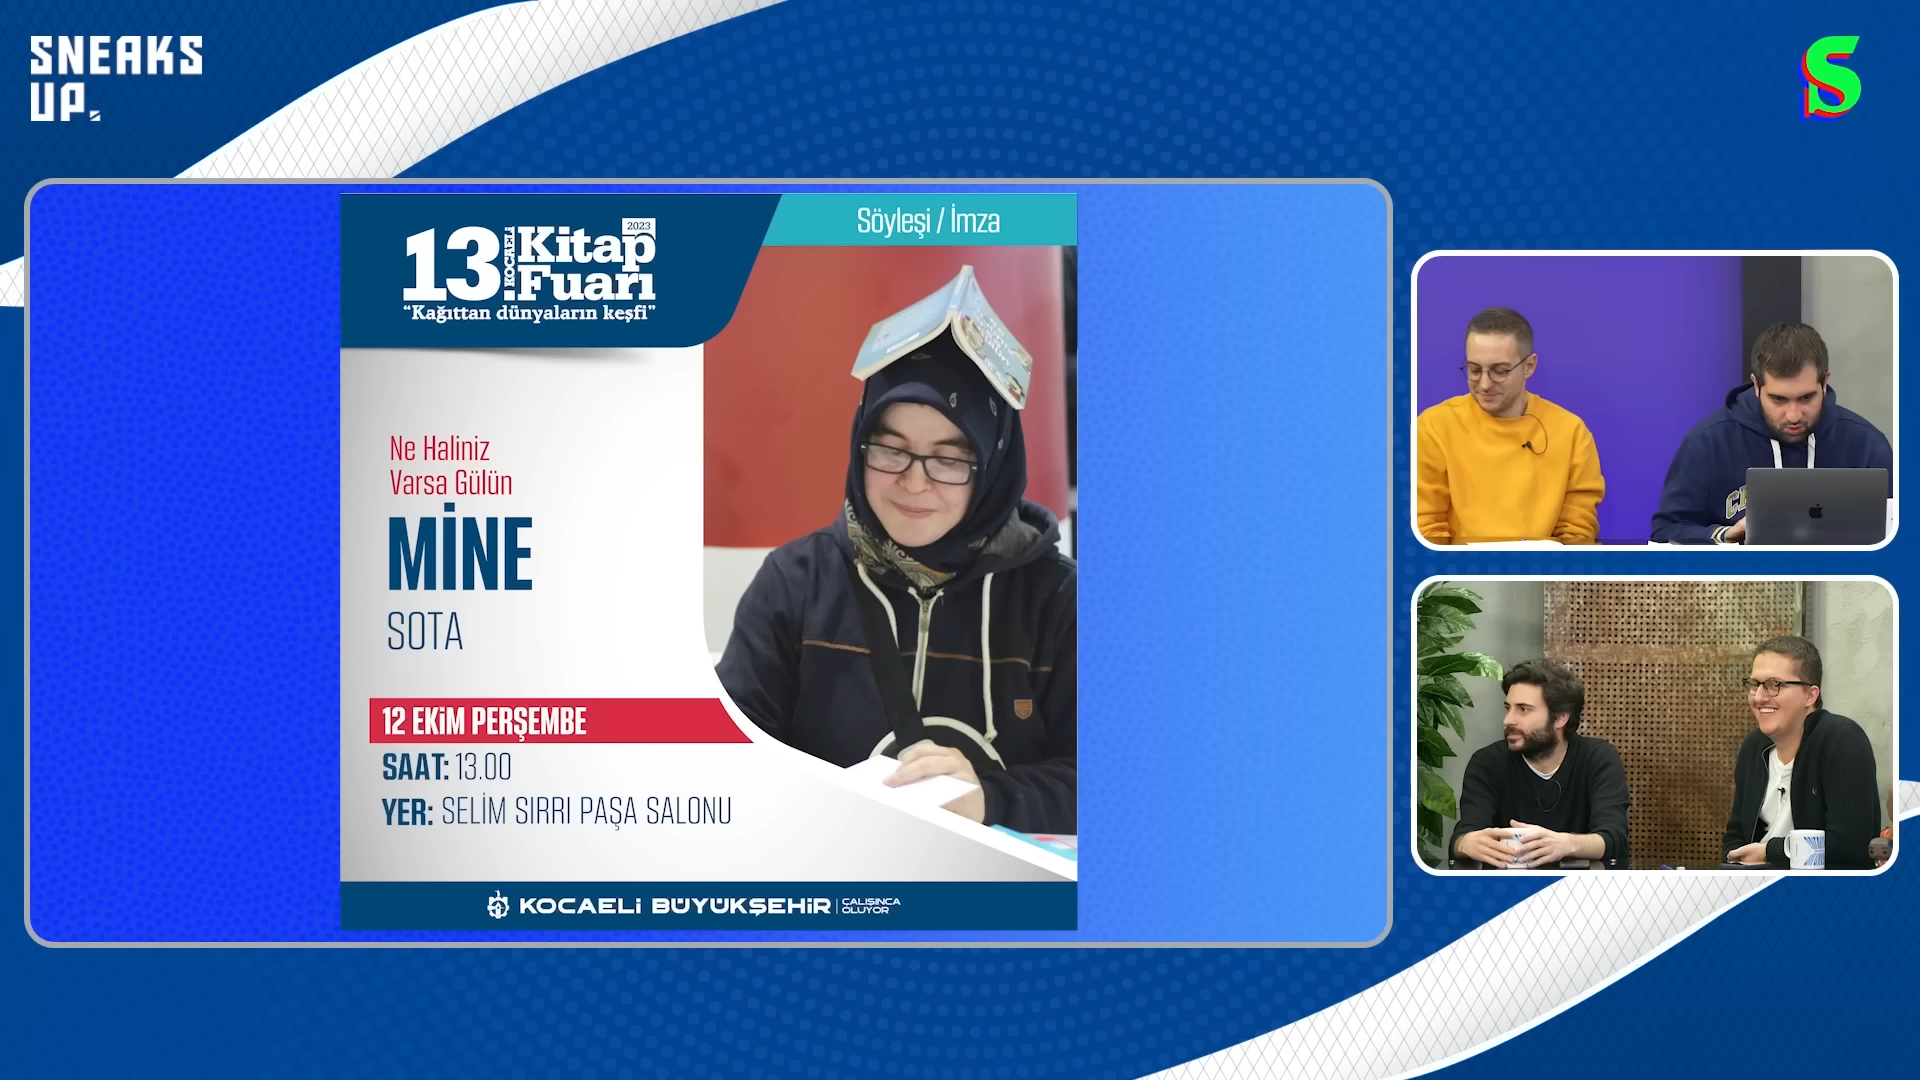 SNEAKS
UP.
S
13.
KOCAELİ
2023
Kitap
Fuarı
“Kağıttan dünyaların keşfi”
Söyleşi / İmza
Ne Haliniz
Varsa Gülün
MİNE
SOTA
12 EKİM PERŞEMBE
SAAT: 13.00
YER: SELİM SIRRI PAŞA SALONU
KOCAELİ BÜYÜKŞEHİR
ÇALIŞINCA
OLUYOR